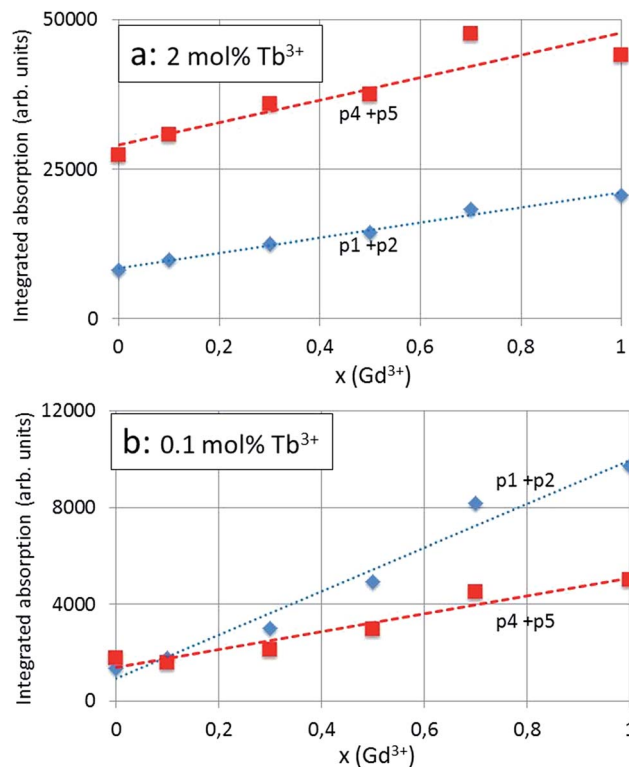 50000
a: 2 mol% Tb³⁺
p4 +p5
25000
p1 +p2
0
0 0,2 0,4 0,6 0,8 1
x (Gd³⁺)
Integrated absorption (arb. units)
12000
b: 0.1 mol% Tb³⁺
p1 +p2
8000
4000
p4 +p5
0
0 0,2 0,4 0,6 0,8 1
x (Gd³⁺)
Integrated absorption (arb. units)